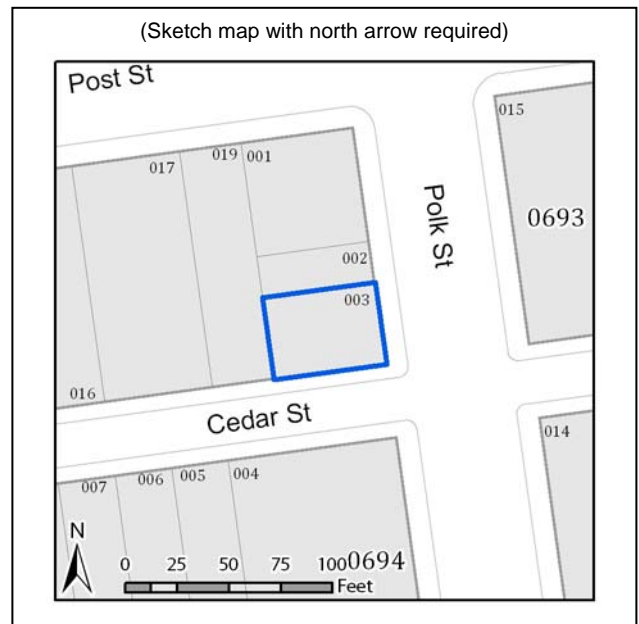 (Sketch map with north arrow required)
Post St
015
019
001
017
Polk St
0693
002
003
016
Cedar St
014
004
005
006
007
N
0 25 50 75 100
0694
Feet